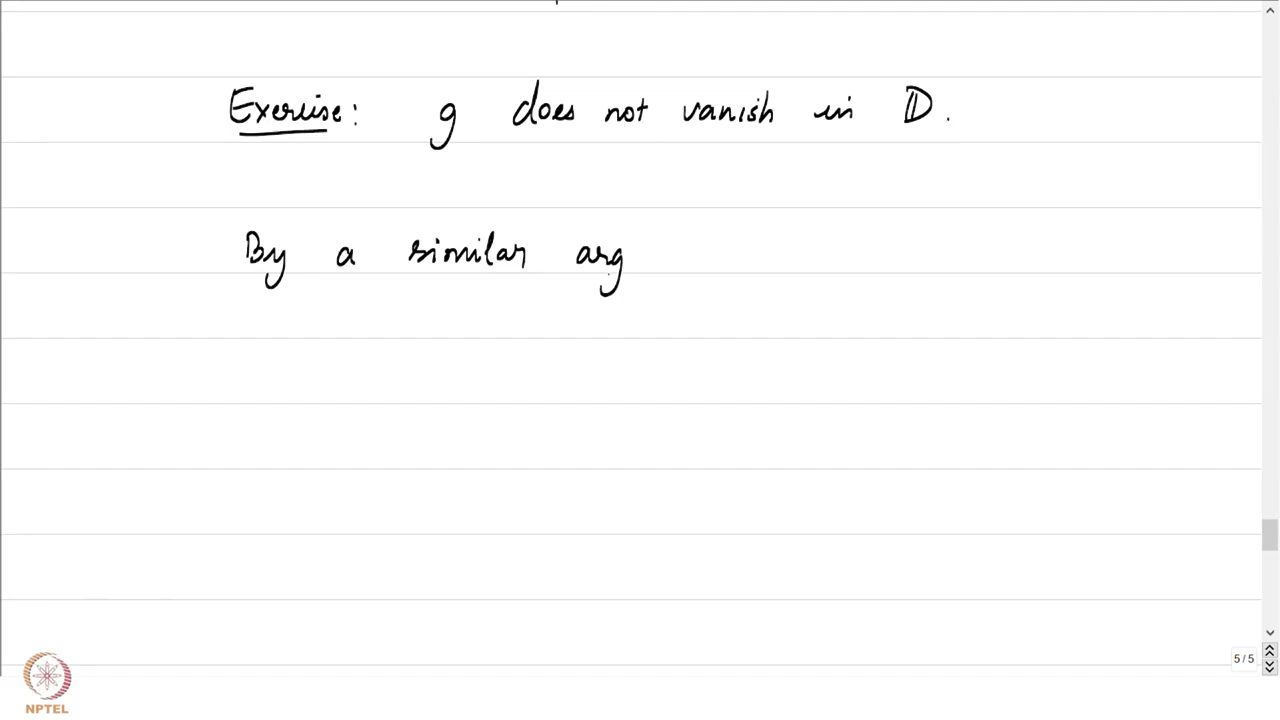 Exercise: g does not vanish in 𝔻.
By a similar arg
5 / 5
NPTEL